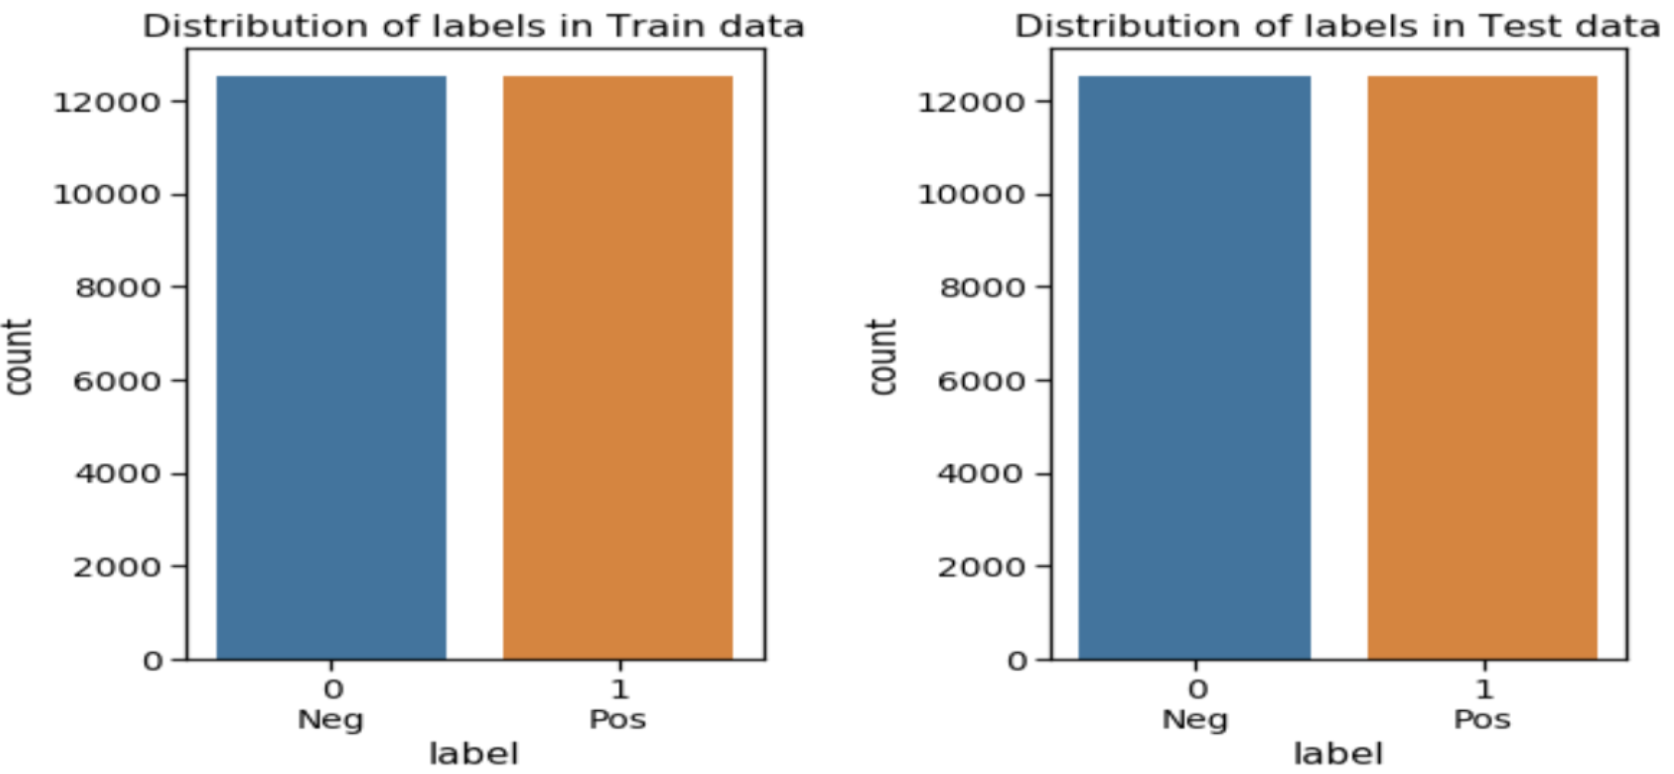 Distribution of labels in Train data
12000
10000
8000
6000
4000
2000
0
count
0
1
Neg
Pos
label
Distribution of labels in Test data
12000
10000
8000
6000
4000
2000
0
count
0
1
Neg
Pos
label